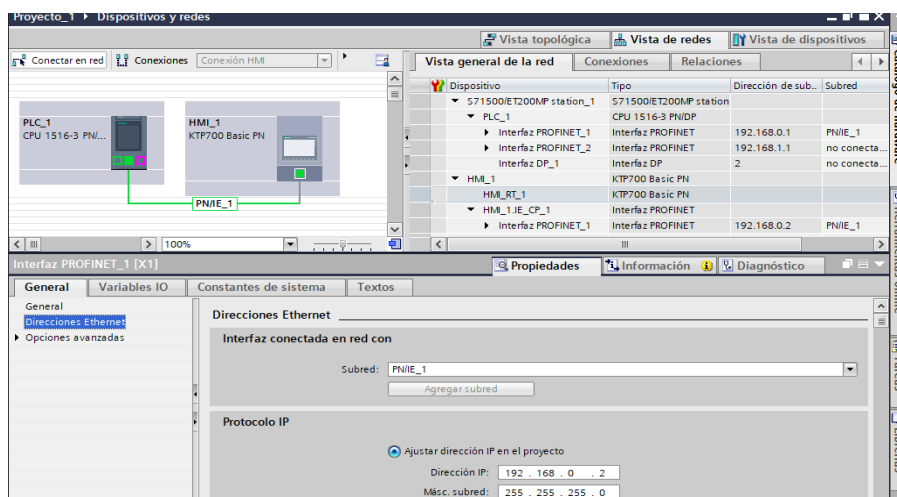 Proyecto_1 ▸ Dispositivos y redes
Vista topológica Vista de redes Vista de dispositivos
Conectar en red Conexiones Conexión HMI
Vista general de la red Conexiones Relaciones
Dispositivo Tipo Dirección de sub.. Subred
S71500/ET200MP station_1 S71500/ET200MP station
PLC_1 CPU 1516-3 PN/DP
Interfaz PROFINET_1 Interfaz PROFINET 192.168.0.1 PN/IE_1
Interfaz PROFINET_2 Interfaz PROFINET 192.168.1.1 no conecta...
Interfaz DP_1 Interfaz DP 2 no conecta...
HMI_1 KTP700 Basic PN
HMI_RT_1 KTP700 Basic PN
HMI_1.IE_CP_1 Interfaz PROFINET
Interfaz PROFINET_1 Interfaz PROFINET 192.168.0.2 PN/IE_1
PLC_1
CPU 1516-3 PN/...
HMI_1
KTP700 Basic PN
PN/IE_1
100%
Interfaz PROFINET_1 [X1]
Propiedades Información Diagnóstico
General Variables IO Constantes de sistema Textos
General
Direcciones Ethernet
Opciones avanzadas
Direcciones Ethernet
Interfaz conectada en red con
Subred: PN/IE_1
Agregar subred
Protocolo IP
Ajustar dirección IP en el proyecto
Dirección IP: 192 . 168 . 0 . 2
Másc. subred: 255 . 255 . 255 . 0